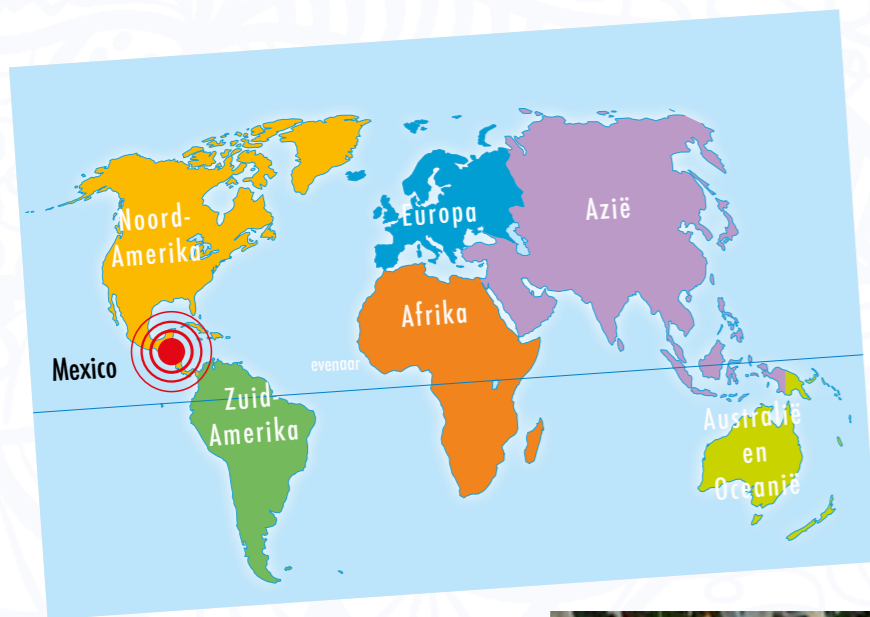 Noord-
Amerika
Europa
Azië
Afrika
Mexico
evenaar
Zuid-
Amerika
Australië
en
Oceanië